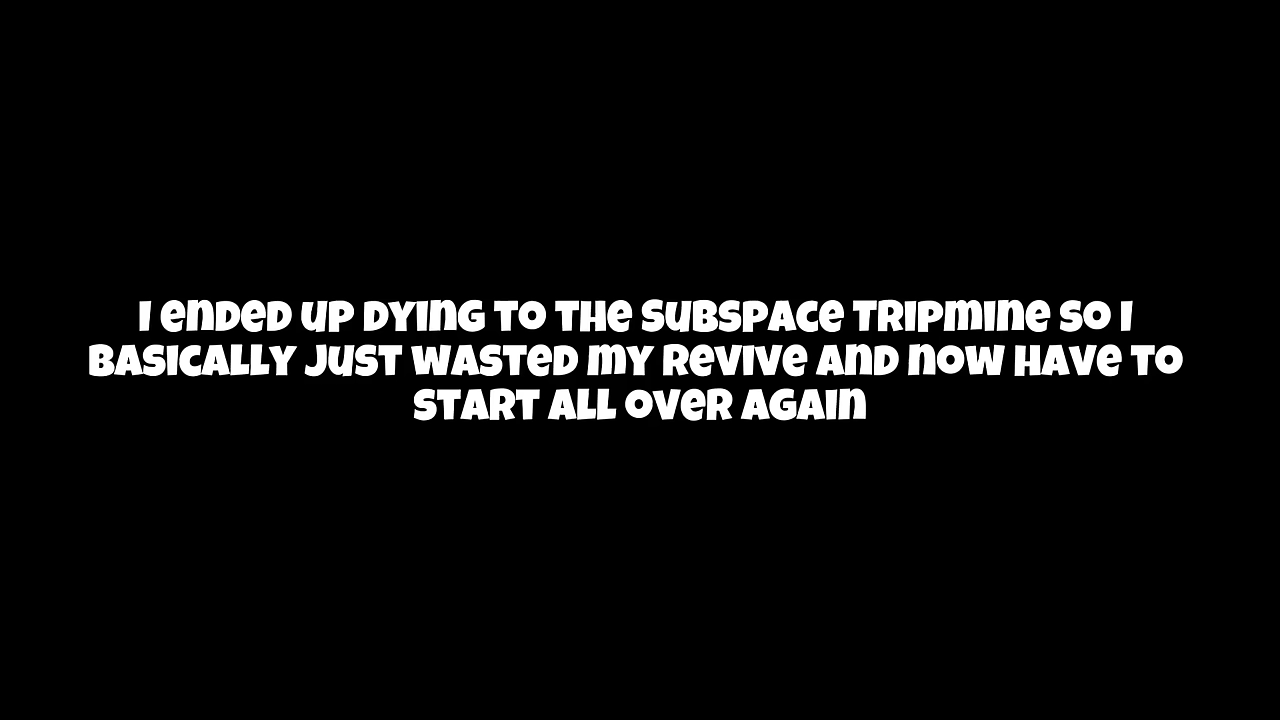 I ended up dying to the subspace tripmine so I
basically just wasted my revive and now have to
start all over again